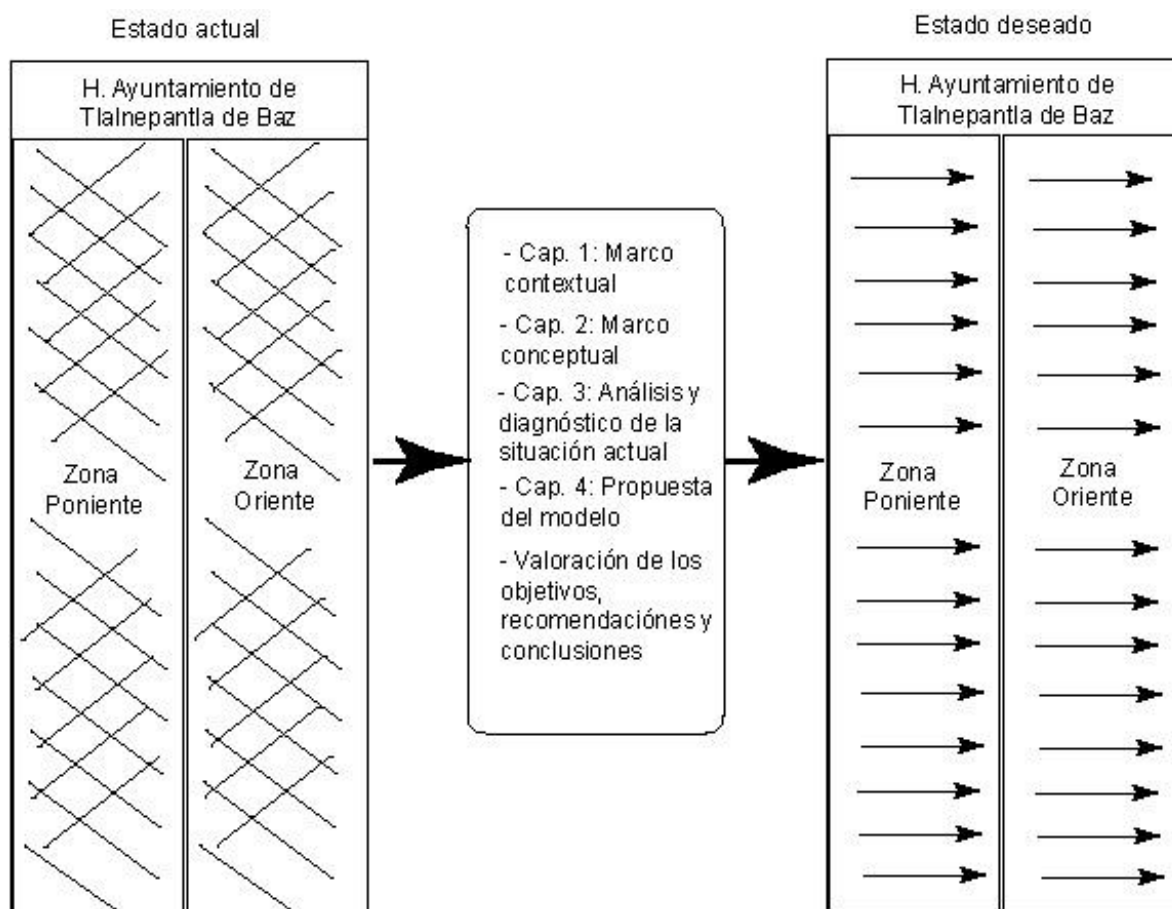 Estado actual
H. Ayuntamiento de
Tlalnepantla de Baz
Zona
Poniente
Zona
Oriente
- Cap. 1: Marco
contextual
- Cap. 2: Marco
conceptual
- Cap. 3: Análisis y
diagnóstico de la
situación actual
- Cap. 4: Propuesta
del modelo
- Valoración de los
objetivos,
recomendaciónes y
conclusiones
Estado deseado
H. Ayuntamiento de
Tlalnepantla de Baz
Zona
Poniente
Zona
Oriente